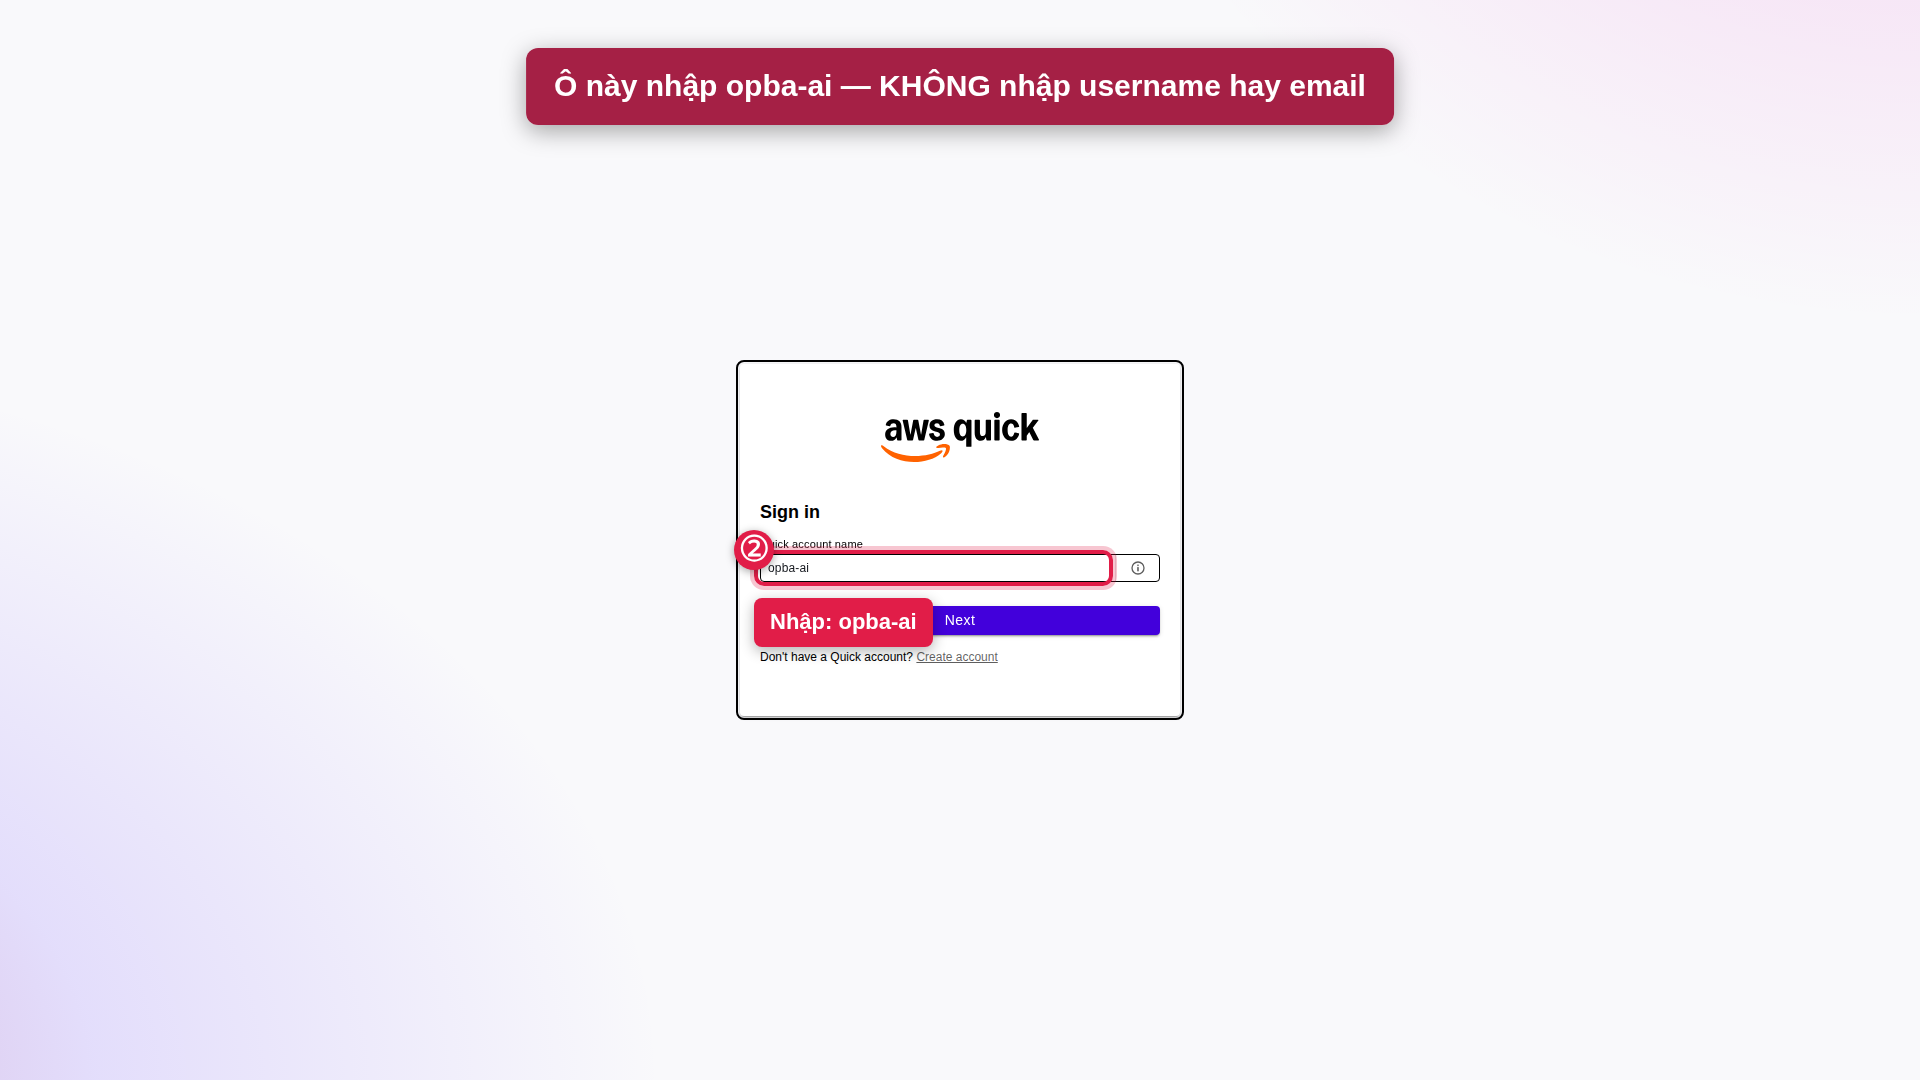 Ô này nhập opba-ai — KHÔNG nhập username hay email
aws quick
Sign in
②
account name
opba-ai
Nhập: opba-ai
Next
Don't have a Quick account? Create account